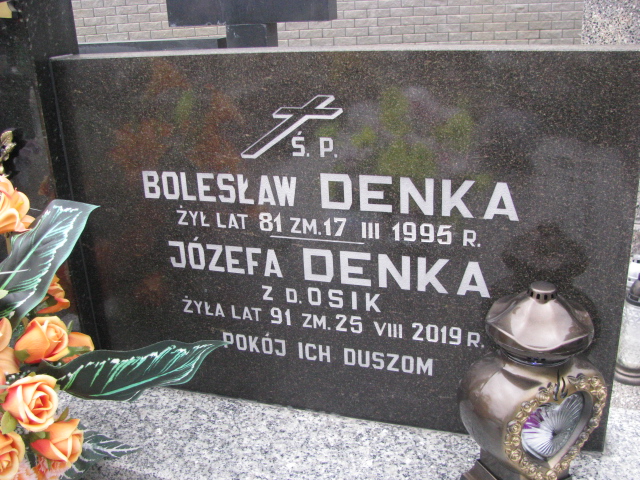 Ś. P.
BOLESŁAW DENKA
ŻYŁ LAT 81 ZM. 17 III 1995 R.
JÓZEFA DENKA
Z D. OSIK
ŻYŁA LAT 91 ZM. 25 VIII 2019 R.
POKÓJ ICH DUSZOM